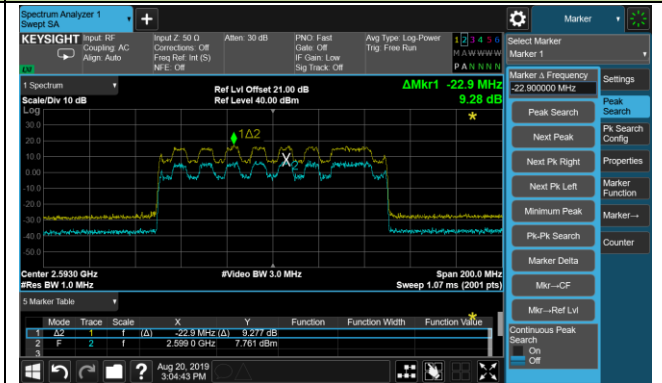 Spectrum Analyzer 1
Swept SA
+
Marker
KEYSIGHT
Input: RF
Coupling: AC
Align: Auto
Input Z: 50 Ω
Corrections: Off
Freq Ref: Int (S)
NFE: Off
Atten: 30 dB
PNO: Fast
Gate: Off
IF Gain: Low
Sig Track: Off
Avg Type: Log-Power
Trig: Free Run
1 2 3 4 5 6
M A W W W W
P A N N N N
Select Marker
Marker 1
1 Spectrum
Scale/Div 10 dB
Log
Ref Lvl Offset 21.00 dB
Ref Level 40.00 dBm
ΔMkr1 -22.9 MHz
9.28 dB
30.0
20.0
10.0
0.00
-10.0
-20.0
-30.0
-40.0
-50.0
1Δ2
X2
Center 2.5930 GHz
#Res BW 1.0 MHz
#Video BW 3.0 MHz
Span 200.0 MHz
Sweep 1.07 ms (2001 pts)
5 Marker Table
Mode Trace Scale X Y Function Function Width Function Value
1 Δ2 1 f (Δ) -22.9 MHz (Δ) 9.277 dB
2 F 2 f 2.599 0 GHz 7.761 dBm
3
Marker Δ Frequency
-22.900000 MHz
Peak Search
Next Peak
Next Pk Right
Next Pk Left
Minimum Peak
Pk-Pk Search
Marker Delta
Mkr→CF
Mkr→Ref Lvl
Continuous Peak
Search
On
Off
Settings
Peak
Search
Pk Search
Config
Properties
Marker
Function
Marker→
Counter
?
Aug 20, 2019
3:04:43 PM